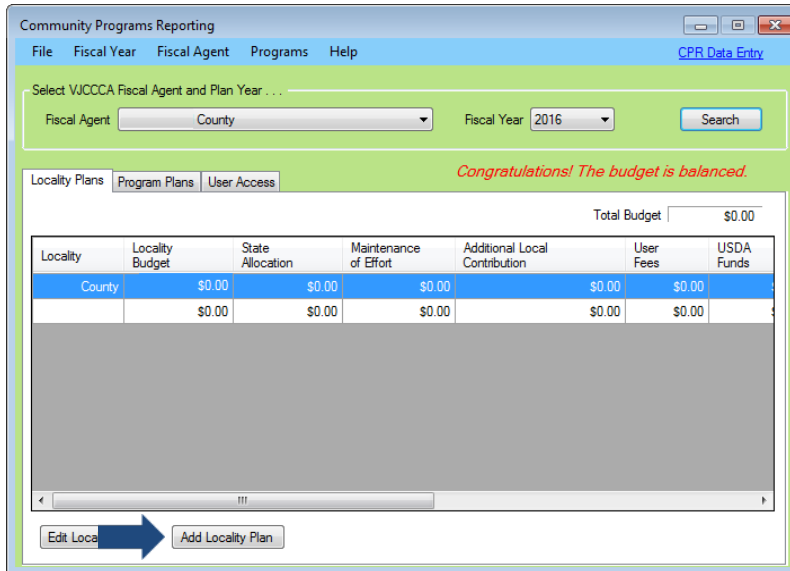 Community Programs Reporting
File Fiscal Year Fiscal Agent Programs Help CPR Data Entry
Select VJCCCA Fiscal Agent and Plan Year . . .
Fiscal Agent County Fiscal Year 2016 Search
Congratulations! The budget is balanced.
Locality Plans Program Plans User Access
Total Budget $0.00
Locality Locality Budget State Allocation Maintenance of Effort Additional Local Contribution User Fees USDA Funds
County $0.00 $0.00 $0.00 $0.00 $0.00
$0.00 $0.00 $0.00 $0.00 $0.00
Edit Loca Add Locality Plan